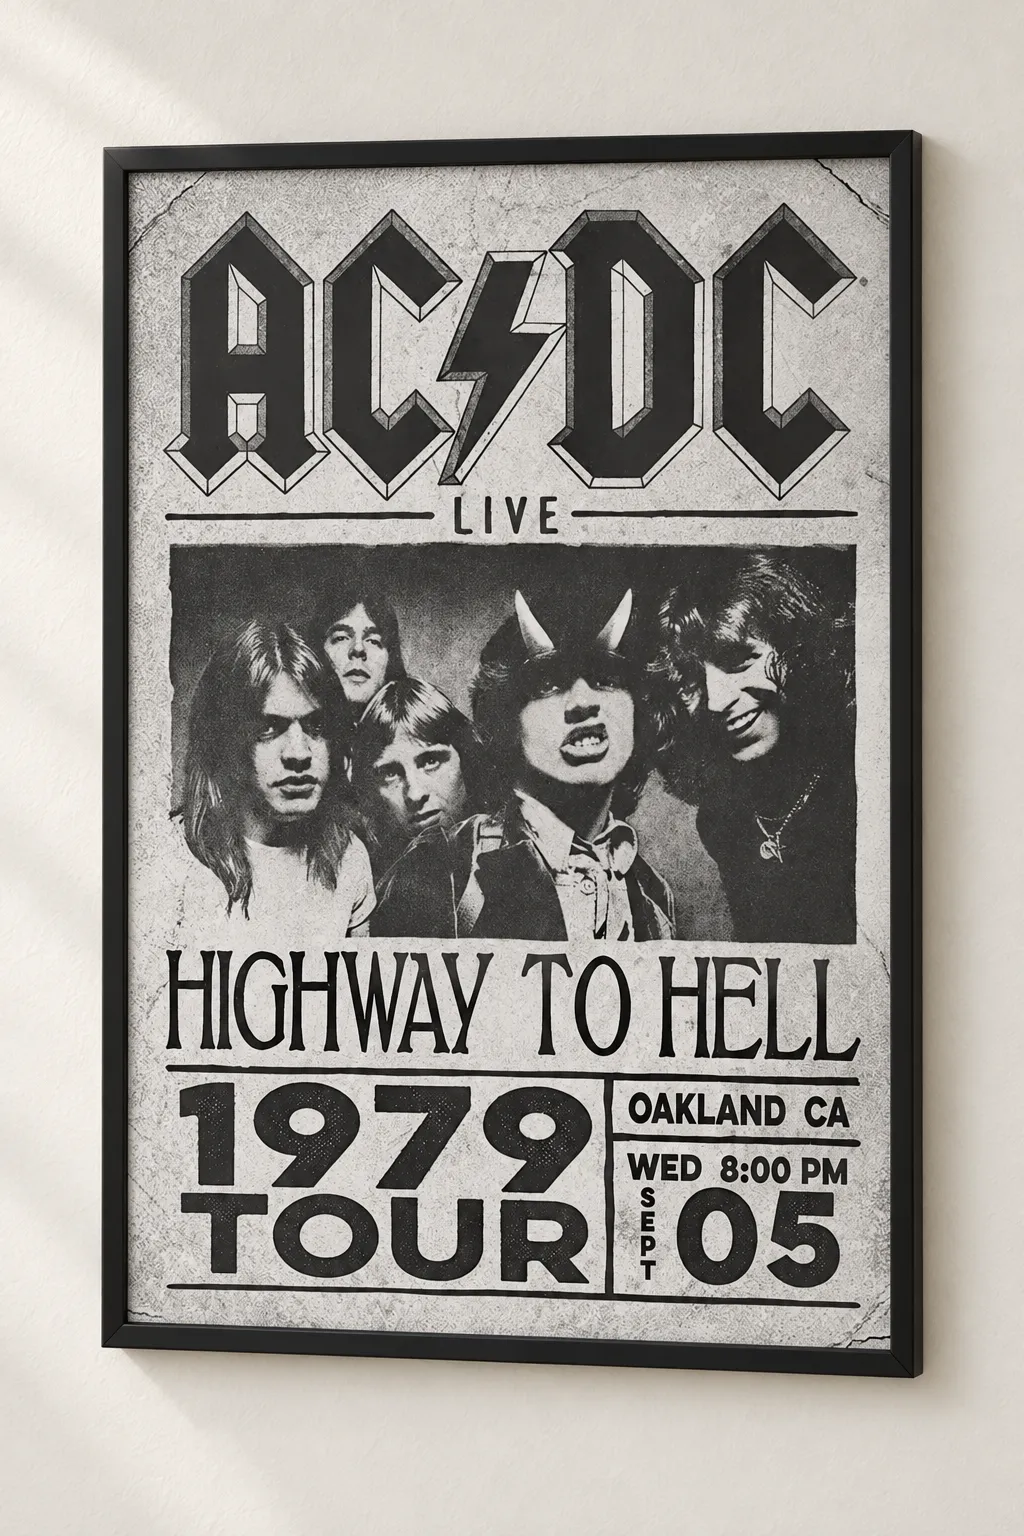 AC⚡DC
LIVE
HIGHWAY TO HELL
1979
TOUR
OAKLAND CA
WED 8:00 PM
SEPT
05